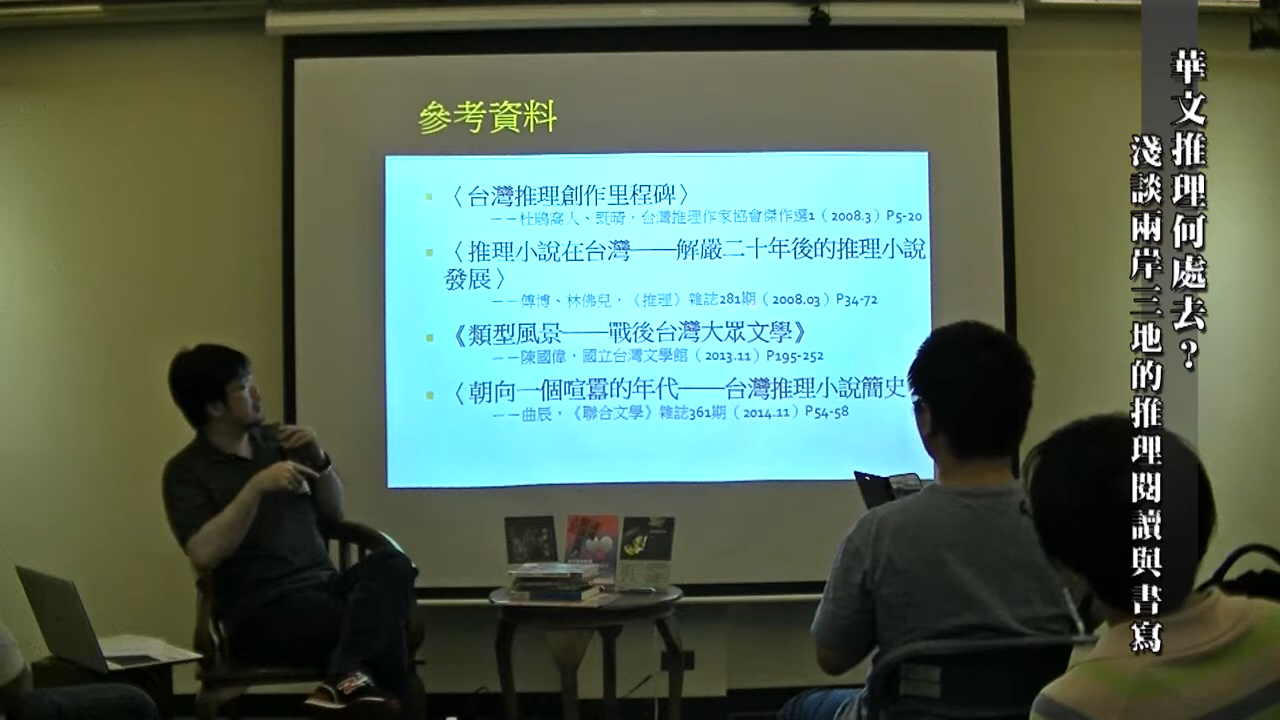 參考資料
〈台灣推理創作里程碑〉
——杜鵑窩人、既晴，台灣推理作家協會傑作選1（2008.3）P5-20
〈推理小說在台灣——解嚴二十年後的推理小說
發展〉
——傅博、林佛兒，《推理》雜誌281期（2008.03）P34-72
《類型風景——戰後台灣大眾文學》
——陳國偉，國立台灣文學館（2013.11）P195-252
〈朝向一個喧囂的年代——台灣推理小說簡史
——曲辰，《聯合文學》雜誌361期（2014.11）P54-58
華文推理何處去？
淺談兩岸三地的推理閱讀與書寫